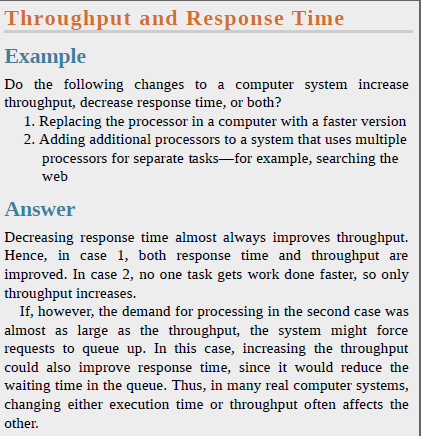 Throughput and Response Time
Example
Do the following changes to a computer system increase
throughput, decrease response time, or both?
1. Replacing the processor in a computer with a faster version
2. Adding additional processors to a system that uses multiple
processors for separate tasks—for example, searching the
web
Answer
Decreasing response time almost always improves throughput.
Hence, in case 1, both response time and throughput are
improved. In case 2, no one task gets work done faster, so only
throughput increases.
If, however, the demand for processing in the second case was
almost as large as the throughput, the system might force
requests to queue up. In this case, increasing the throughput
could also improve response time, since it would reduce the
waiting time in the queue. Thus, in many real computer systems,
changing either execution time or throughput often affects the
other.